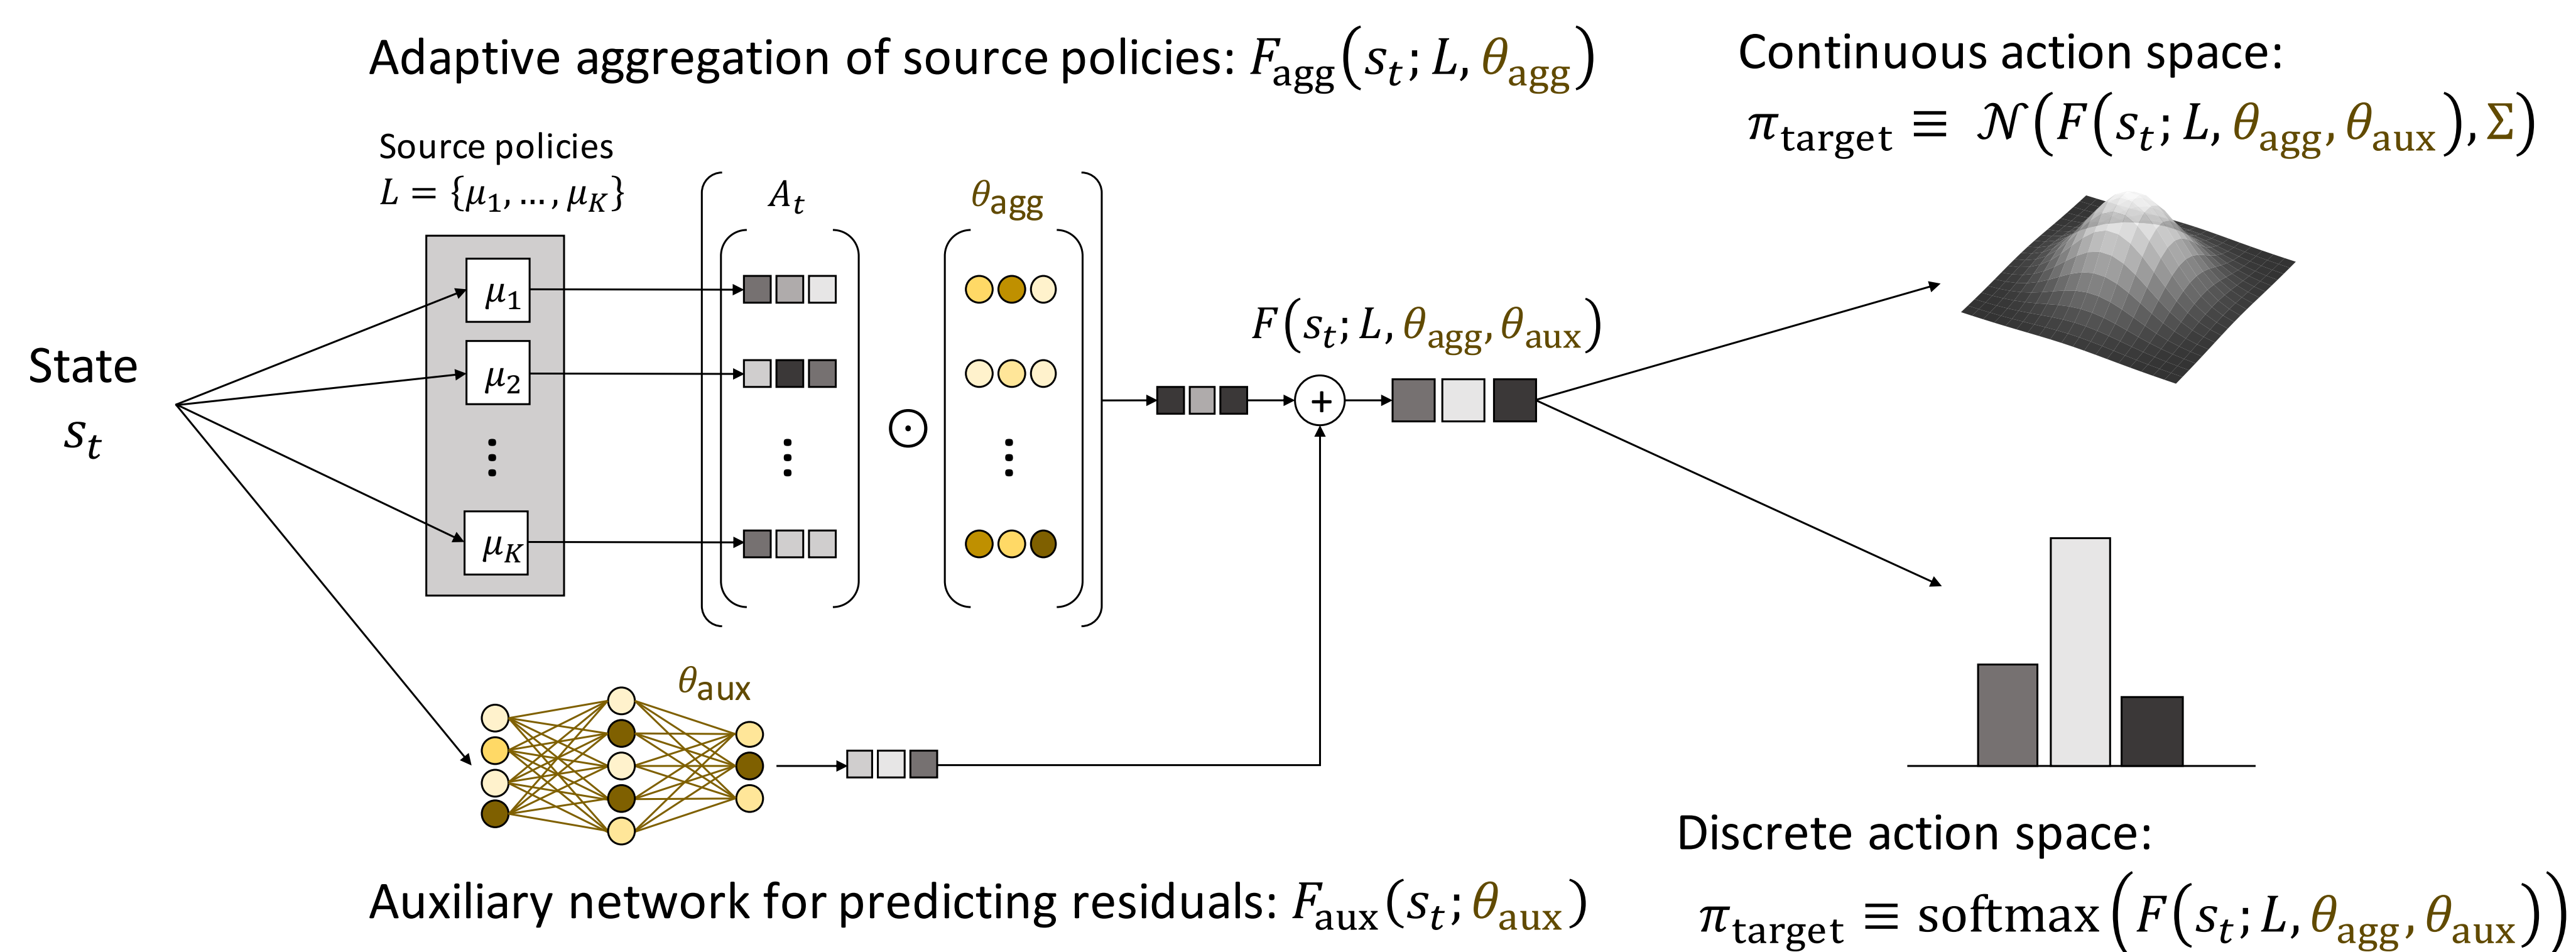 Adaptive aggregation of source policies: F_agg(s_t; L, θ_agg)
Source policies
L = {μ_1, …, μ_K}
A_t
θ_agg
μ_1
μ_2
⋮
μ_K
⋮
⊙
⋮
State
s_t
F(s_t; L, θ_agg, θ_aux)
+
θ_aux
Auxiliary network for predicting residuals: F_aux(s_t; θ_aux)
Continuous action space:
π_target ≡ 𝒩(F(s_t; L, θ_agg, θ_aux), Σ)
Discrete action space:
π_target ≡ softmax(F(s_t; L, θ_agg, θ_aux))